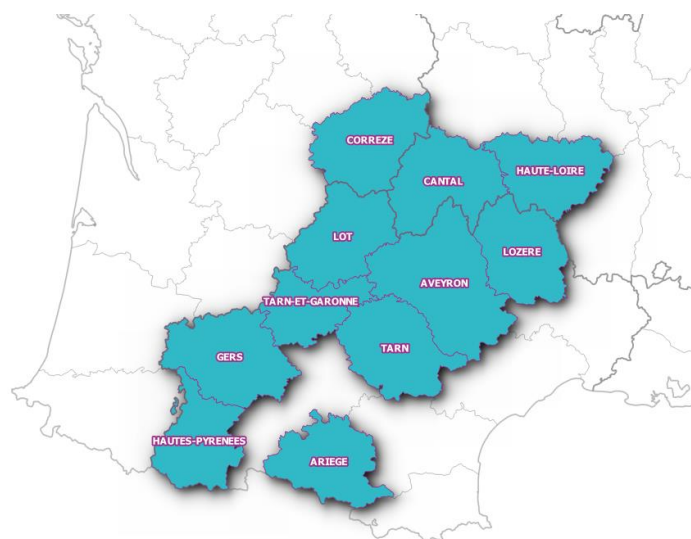 CORREZE
HAUTE-LOIRE
CANTAL
LOT
LOZERE
AVEYRON
TARN-ET-GARONNE
TARN
GERS
HAUTES-PYRENEES
ARIEGE